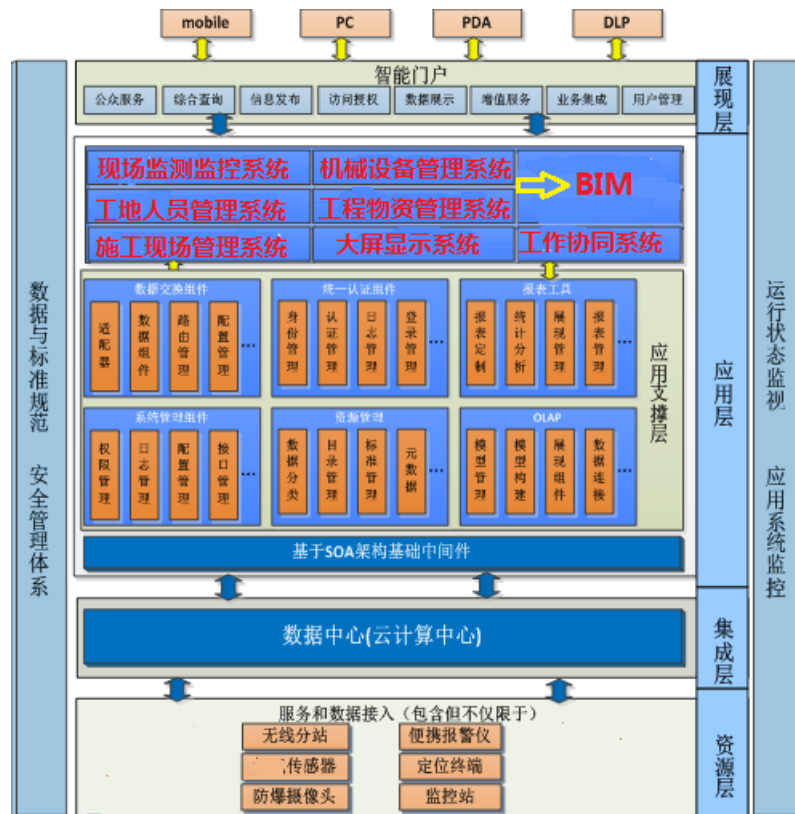 mobile PC PDA DLP
智能门户
公众服务 综合查询 信息发布 访问授权 数据展示 增值服务 业务集成 用户管理
展现层
现场监测监控系统 机械设备管理系统 BIM
工地人员管理系统 工程物资管理系统
施工现场管理系统 大屏显示系统 工作协同系统
数据交换组件 统一认证组件 报表工具
适配器 数据组件 路由管理 配置管理 ...
身份管理 认证管理 日志管理 登录管理 ...
报表定制 统计分析 展现管理 报表管理 ...
系统管理组件 资源管理 OLAP
权限管理 日志管理 配置管理 接口管理 ...
数据分类 目录管理 标准管理 元数据 ...
模型管理 模型构建 展现组件 数据连接 ...
应用支撑层
基于SOA架构基础中间件
应用层
数据中心(云计算中心)
集成层
服务和数据接入（包含但不仅限于）
无线分站 便携报警仪
传感器 定位终端
防爆摄像头 监控站
资源层
数据与标准规范 安全管理体系
运行状态监视 应用系统监控